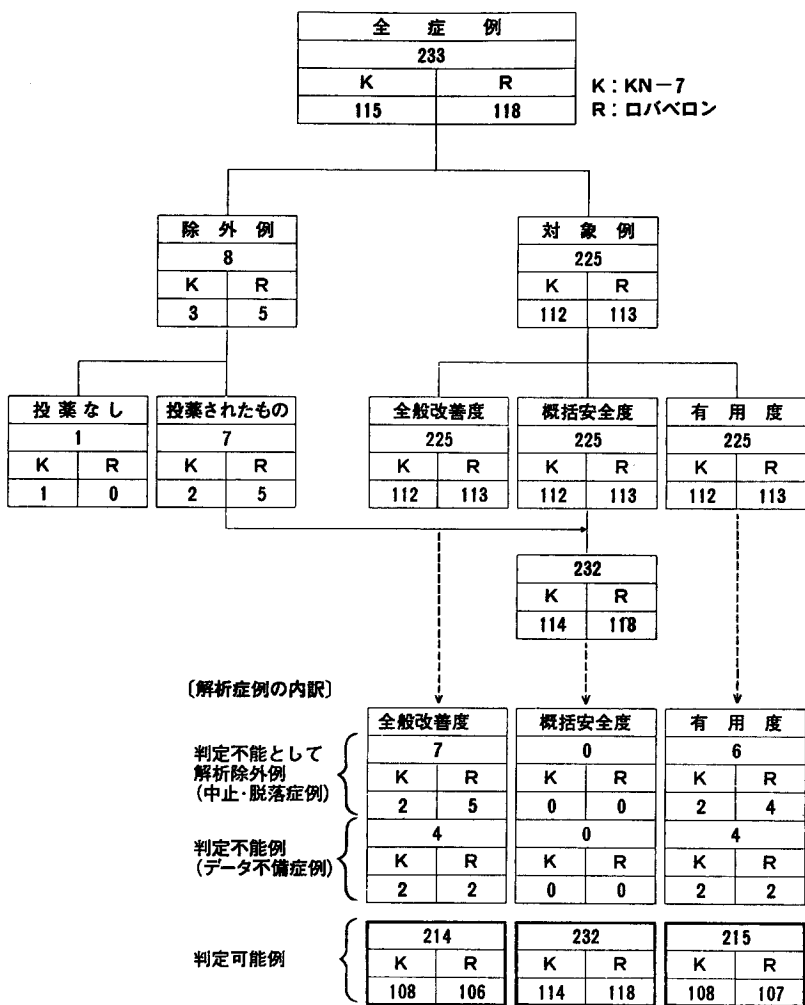 全症例
233
K R
115 118
K：KN－7
R：ロバベロン
除外例 対象例
8 225
K R K R
3 5 112 113
投薬なし 投薬されたもの 全般改善度 概括安全度 有用度
1 7 225 225 225
K R K R K R K R K R
1 0 2 5 112 113 112 113 112 113
232
K R
114 118
〔解析症例の内訳〕
全般改善度 概括安全度 有用度
判定不能として
解析除外例
(中止・脱落症例)
7 0 6
K R K R K R
2 5 0 0 2 4
判定不能例
(データ不備症例)
4 0 4
K R K R K R
2 2 0 0 2 2
判定可能例
214 232 215
K R K R K R
108 106 114 118 108 107